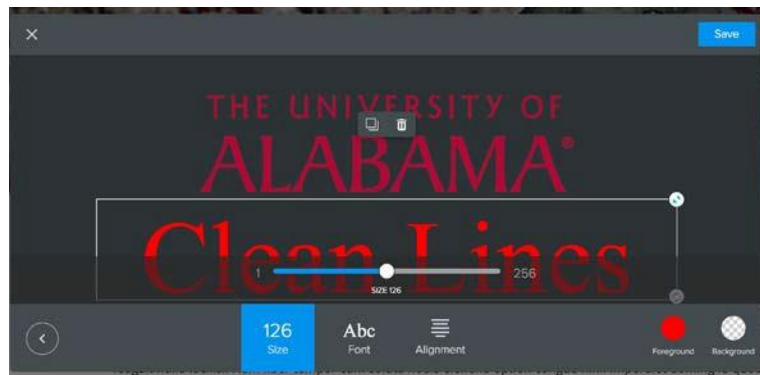 Save
THE UNIVERSITY OF
ALABAMA®
Clean Lines
1 256
SIZE 126
126 Abc
Size Font Alignment Foreground Background